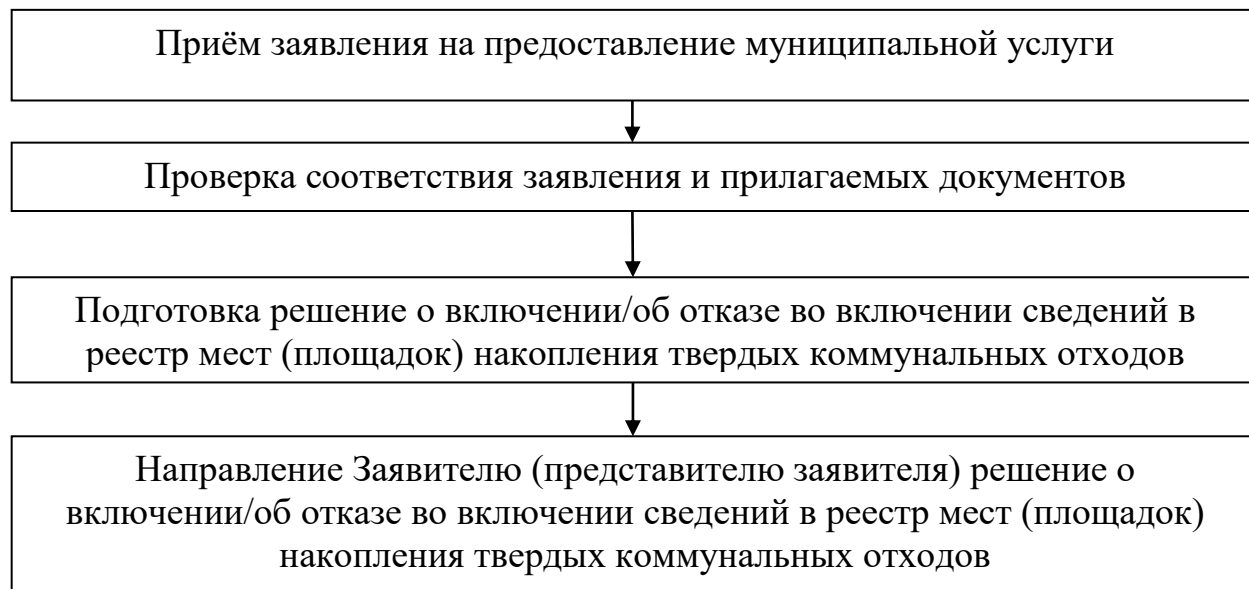 Приём заявления на предоставление муниципальной услуги
Проверка соответствия заявления и прилагаемых документов
Подготовка решение о включении/об отказе во включении сведений в
реестр мест (площадок) накопления твердых коммунальных отходов
Направление Заявителю (представителю заявителя) решение о
включении/об отказе во включении сведений в реестр мест (площадок)
накопления твердых коммунальных отходов